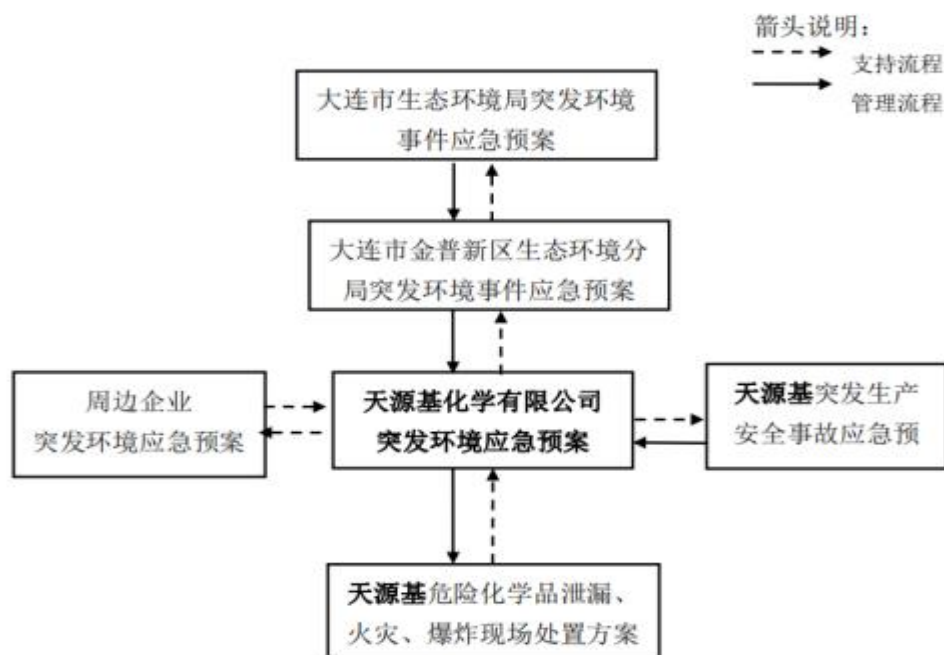 箭头说明：
支持流程
管理流程
大连市生态环境局突发环境
事件应急预案
大连市金普新区生态环境分
局突发环境事件应急预案
周边企业
突发环境应急预案
天源基化学有限公司
突发环境应急预案
天源基突发生产
安全事故应急预
天源基危险化学品泄漏、
火灾、爆炸现场处置方案